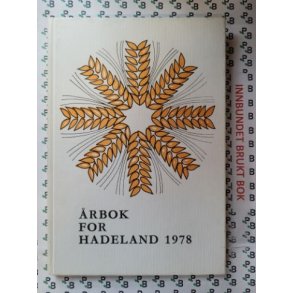 ÅRBOK
FOR
HADELAND 1978
INNBUNDET BRUKT BOK